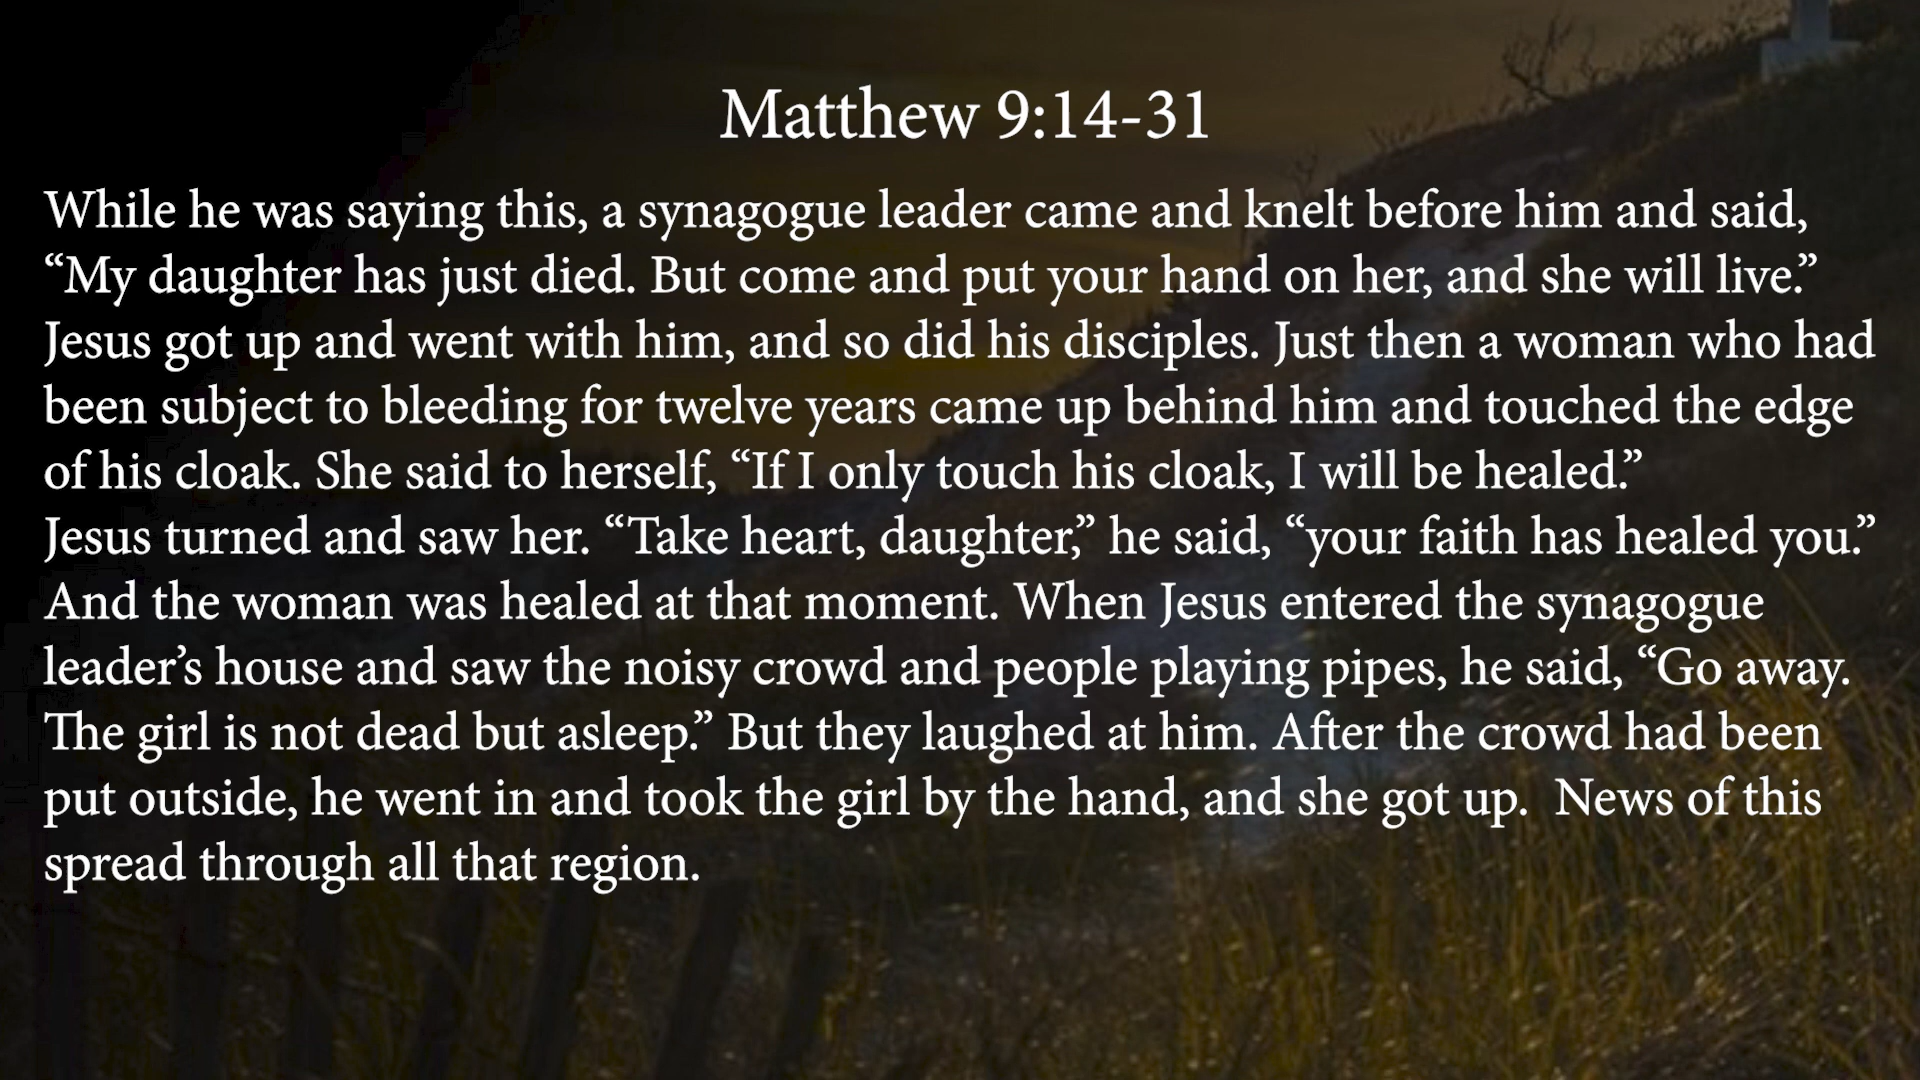 Matthew 9:14-31
While he was saying this, a synagogue leader came and knelt before him and said,
“My daughter has just died. But come and put your hand on her, and she will live.”
Jesus got up and went with him, and so did his disciples. Just then a woman who had
been subject to bleeding for twelve years came up behind him and touched the edge
of his cloak. She said to herself, “If I only touch his cloak, I will be healed.”
Jesus turned and saw her. “Take heart, daughter,” he said, “your faith has healed you.”
And the woman was healed at that moment. When Jesus entered the synagogue
leader’s house and saw the noisy crowd and people playing pipes, he said, “Go away.
The girl is not dead but asleep.” But they laughed at him. After the crowd had been
put outside, he went in and took the girl by the hand, and she got up.  News of this
spread through all that region.